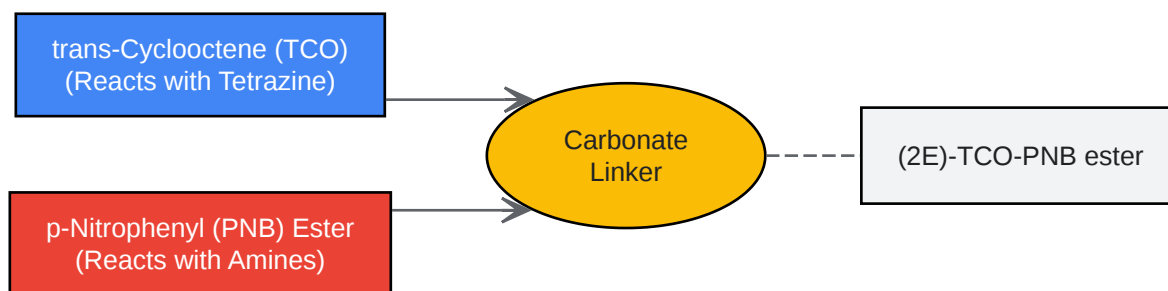 trans-Cyclooctene (TCO)
(Reacts with Tetrazine)
Carbonate
Linker
(2E)-TCO-PNB ester
p-Nitrophenyl (PNB) Ester
(Reacts with Amines)